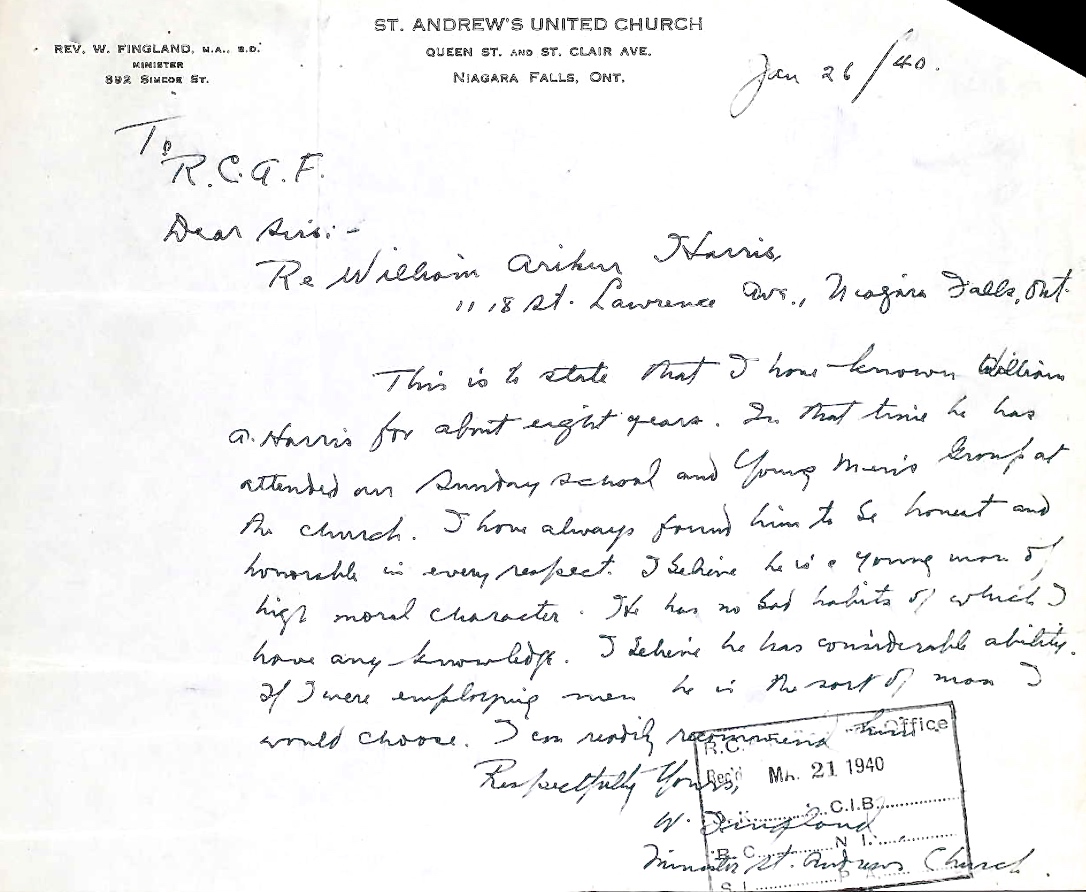 ST. ANDREW'S UNITED CHURCH
QUEEN ST. AND ST. CLAIR AVE.
NIAGARA FALLS, ONT.
REV. W. FINGLAND, M.A., B.D.
MINISTER
892 SIMCOE ST.
Jan 26/40.
To
R.C.A.F.
Dear Sirs:-
Re William Arthur Harris,
1118 St. Lawrence Ave., Niagara Falls, Ont.
This is to state that I have known William
A. Harris for about eight years. In that time he has
attended our Sunday School and Young Men's Group at
the church. I have always found him to be honest and
honorable in every respect. I believe he is a young man of
high moral character. He has no bad habits of which I
have any knowledge. I believe he has considerable ability.
If I were employing men he is the sort of man I
would choose. I can readily recommend him.
Respectfully Yours,
W. Fingland
Minister St. Andrews Church.
R.C. Office
Rec'd MA. 21 1940
C.I.B.
B.C. N.I.
S.I. P.